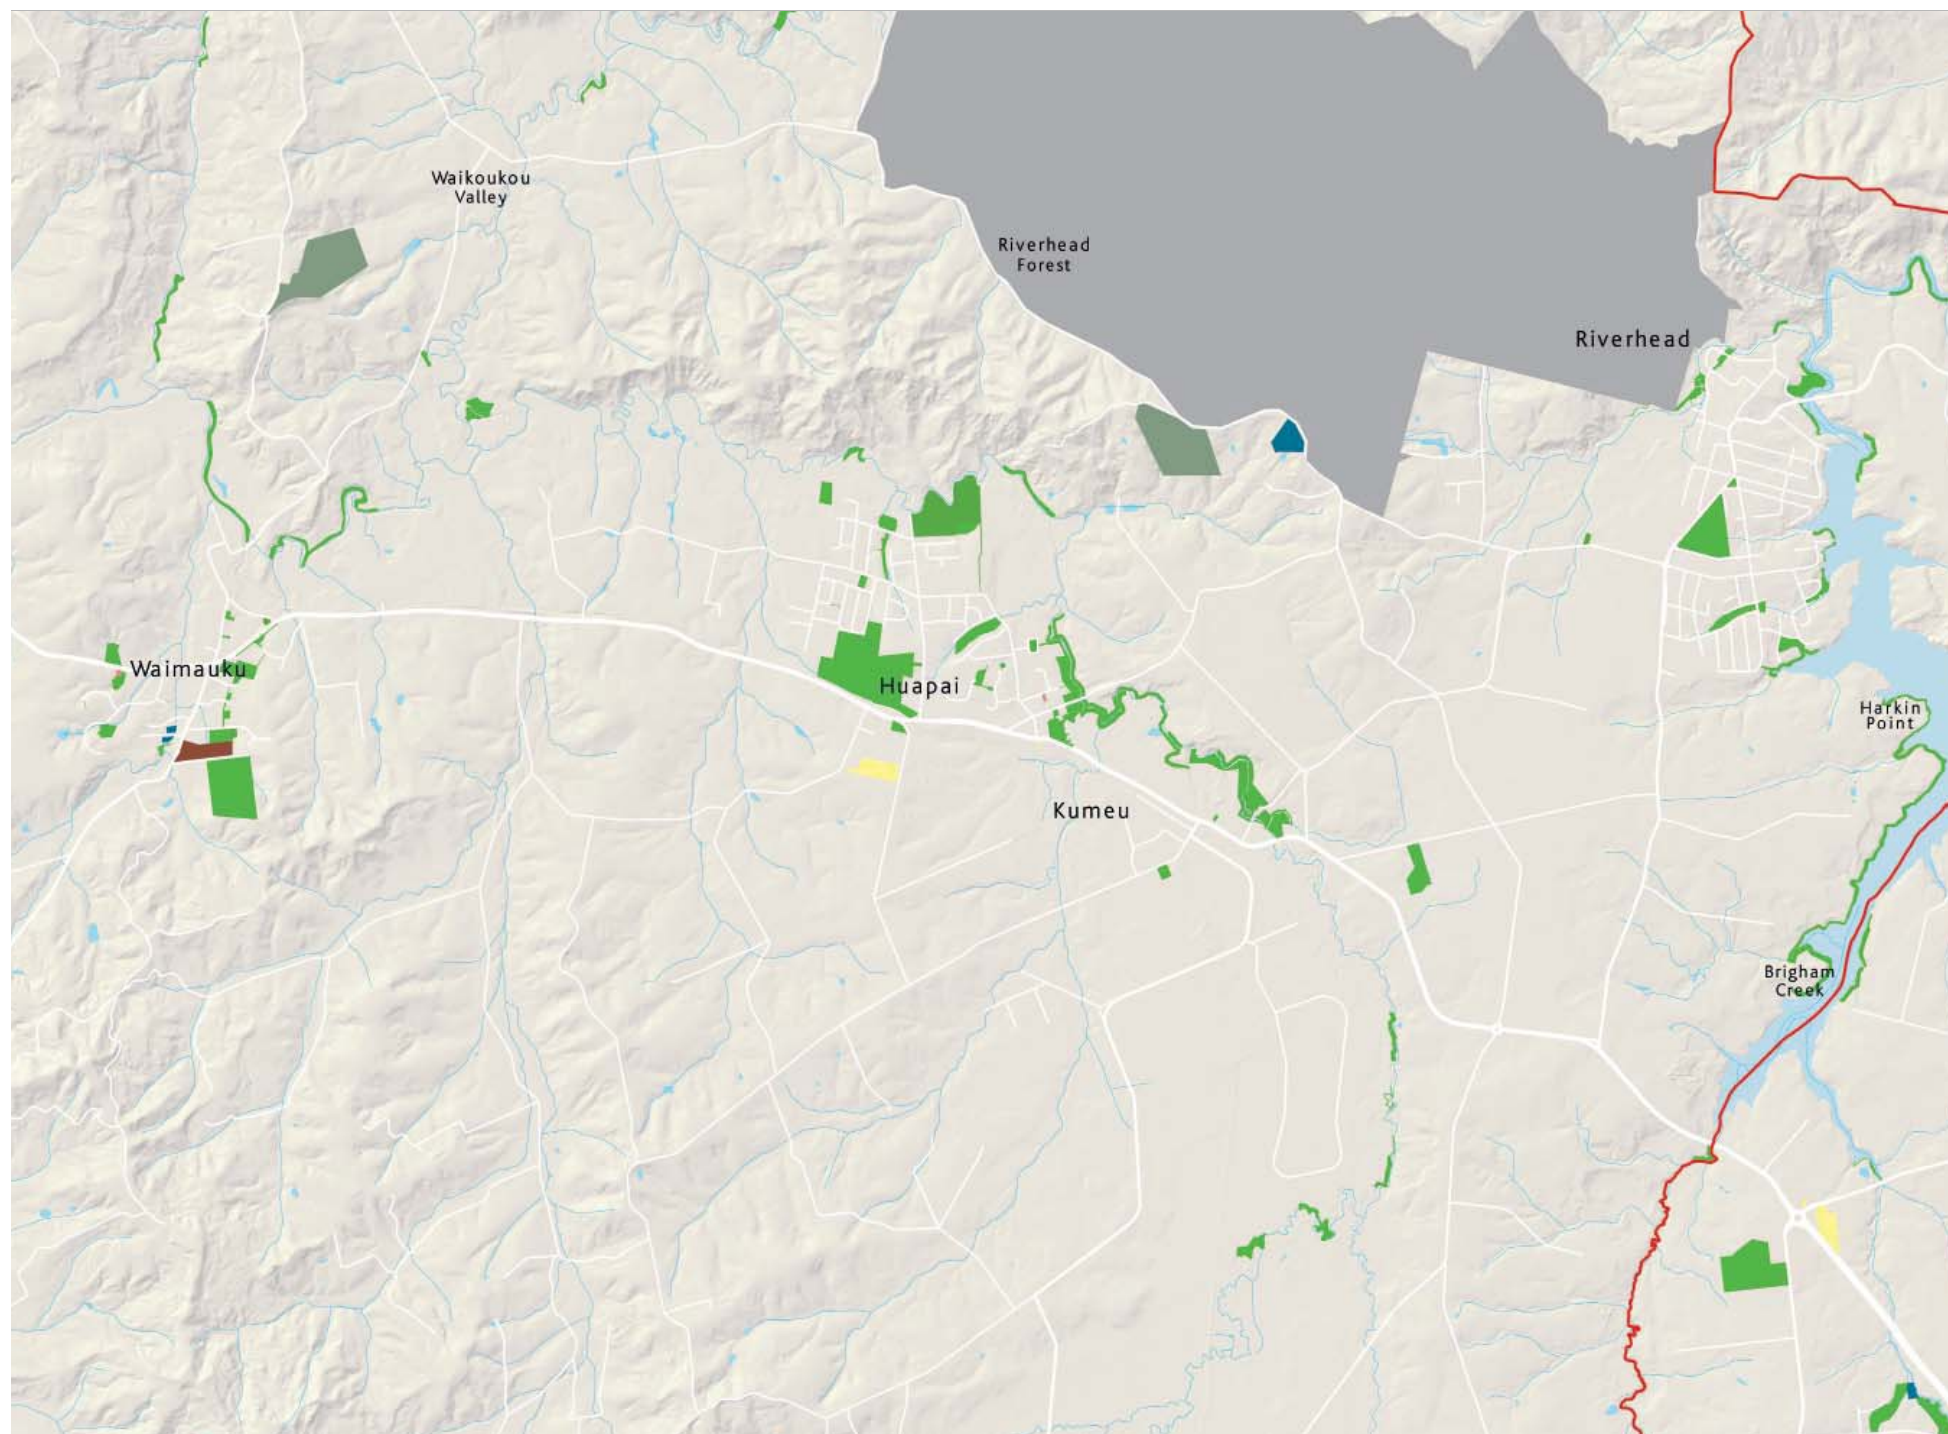 Waikoukou
Valley
Riverhead
Forest
Riverhead
Waimauku
Huapai
Harkin
Point
Kumeu
Brigham
Creek